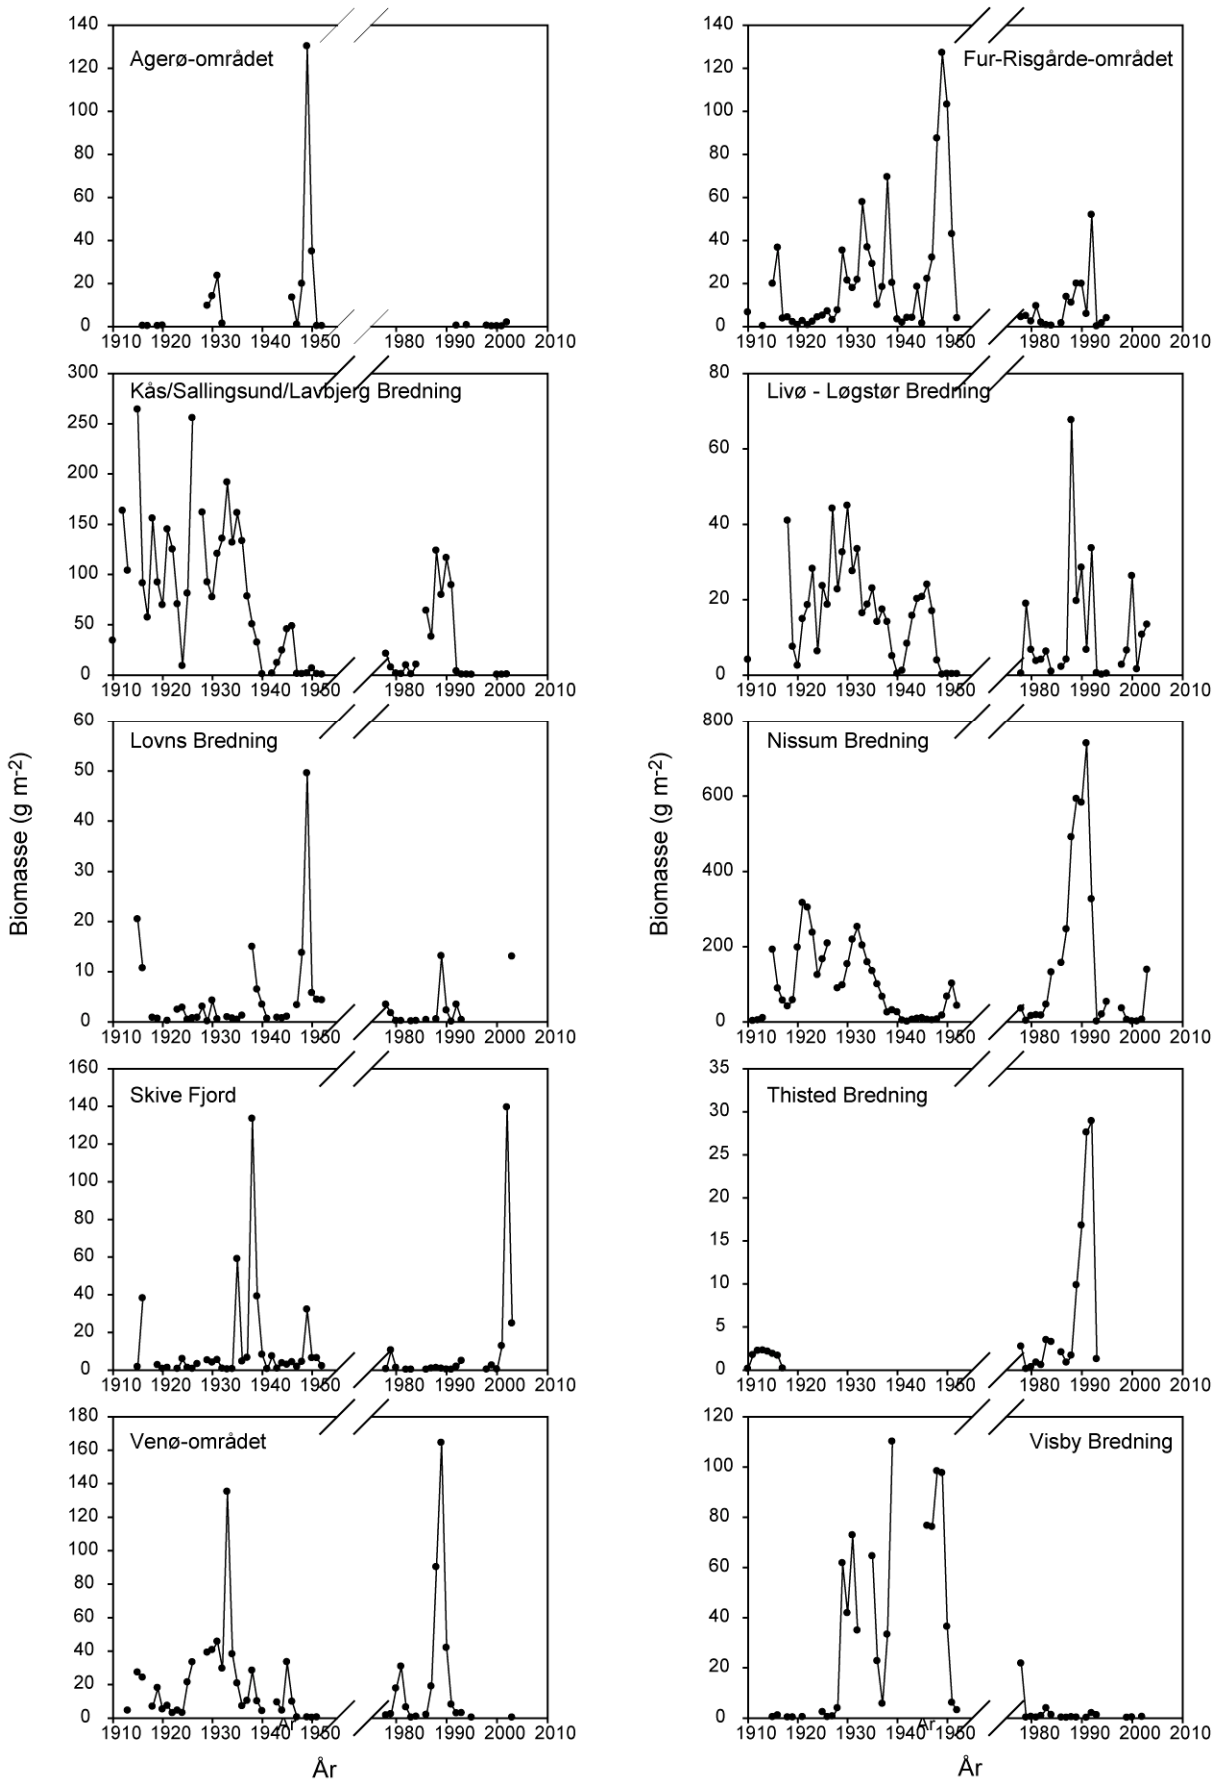 Agerø-området
140
120
100
80
60
40
20
0
1910 1920 1930 1940 1950 1980 1990 2000 2010
Fur-Risgårde-området
140
120
100
80
60
40
20
0
1910 1920 1930 1940 1950 1980 1990 2000 2010
Kås/Sallingsund/Lavbjerg Bredning
300
250
200
150
100
50
0
1910 1920 1930 1940 1950 1980 1990 2000 2010
Livø - Løgstør Bredning
80
60
40
20
0
1910 1920 1930 1940 1950 1980 1990 2000 2010
Biomasse (g m-2)
Lovns Bredning
60
50
40
30
20
10
0
1910 1920 1930 1940 1950 1980 1990 2000 2010
Biomasse (g m-2)
Nissum Bredning
800
600
400
200
0
1910 1920 1930 1940 1950 1980 1990 2000 2010
Skive Fjord
160
140
120
100
80
60
40
20
0
1910 1920 1930 1940 1950 1980 1990 2000 2010
Thisted Bredning
35
30
25
20
15
10
5
0
1910 1920 1930 1940 1950 1980 1990 2000 2010
Venø-området
180
160
140
120
100
80
60
40
20
0
1910 1920 1930 1940 1950 1980 1990 2000 2010
År
År
Visby Bredning
120
100
80
60
40
20
0
1910 1920 1930 1940 1950 1980 1990 2000 2010
År
År